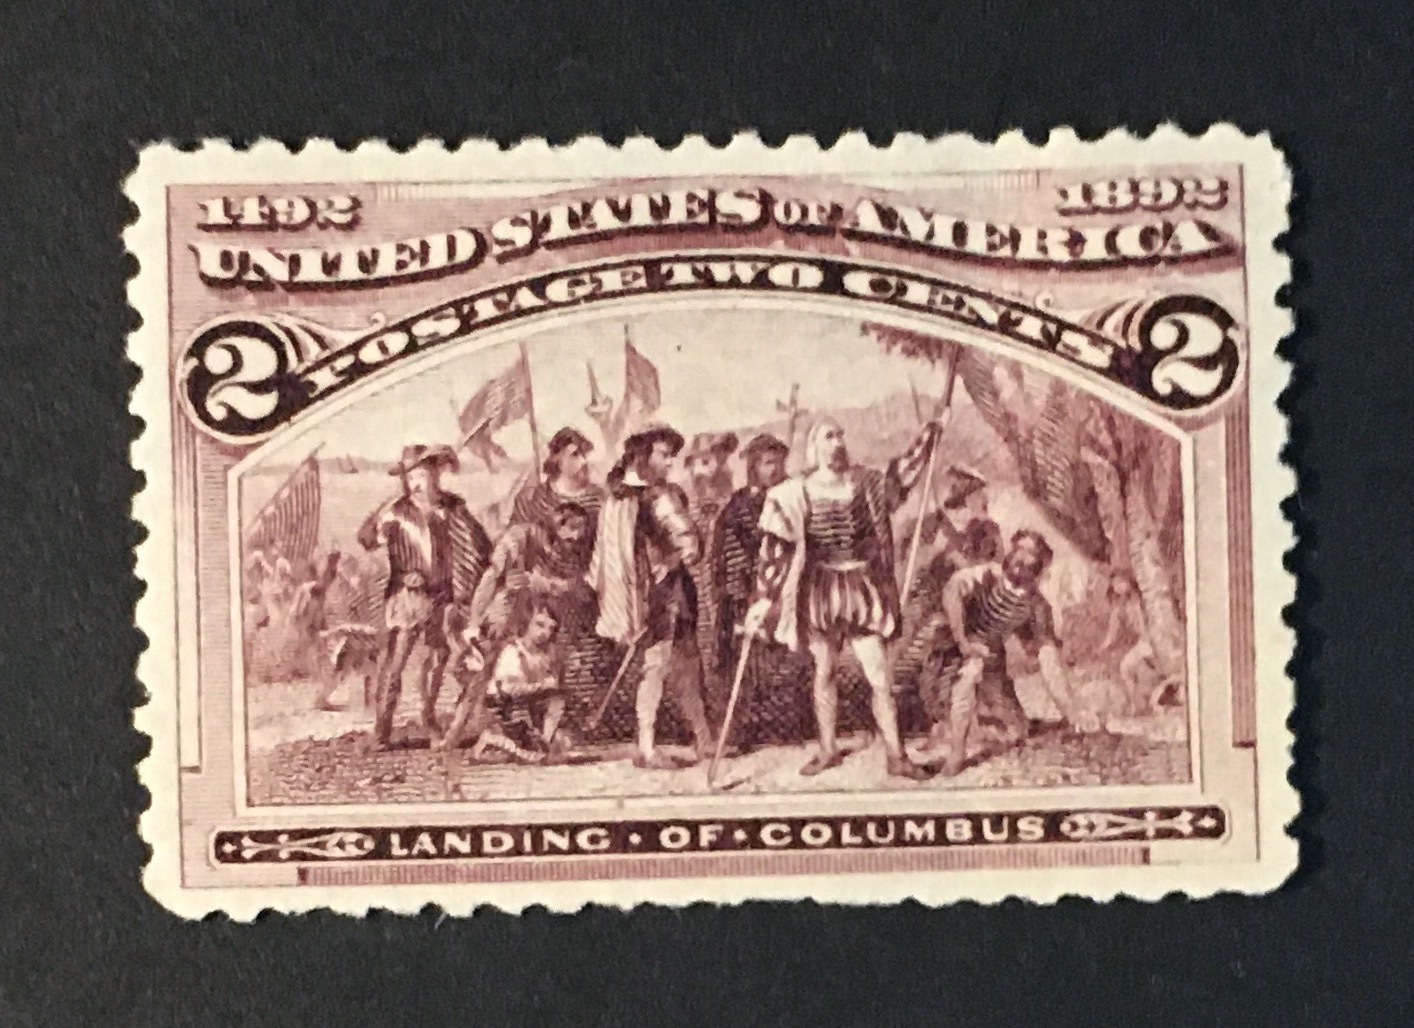 1492 1892
UNITED STATES OF AMERICA
POSTAGE TWO CENTS
2 2
LANDING · OF · COLUMBUS